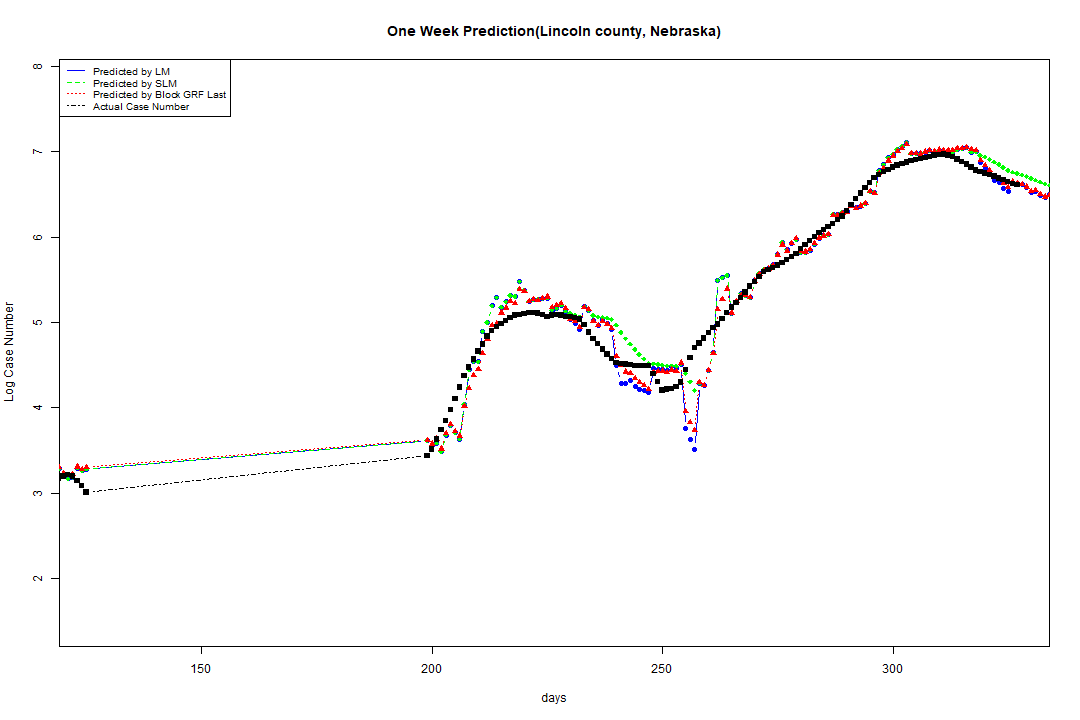 One Week Prediction(Lincoln county, Nebraska)
Predicted by LM
Predicted by SLM
Predicted by Block GRF Last
Actual Case Number
8
7
6
5
4
3
2
Log Case Number
150
200
250
300
days